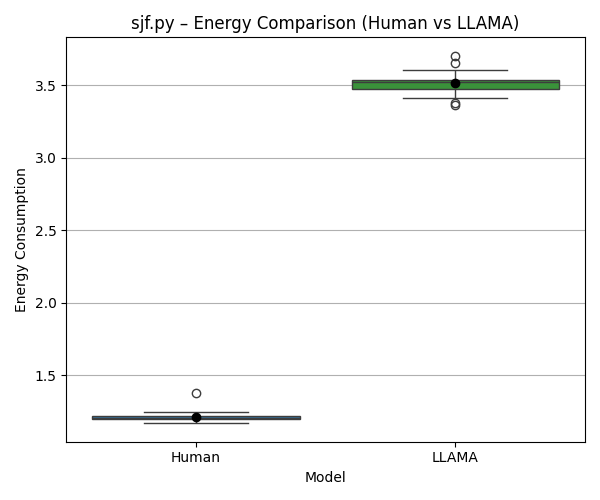 sjf.py – Energy Comparison (Human vs LLAMA)
3.5
3.0
2.5
2.0
1.5
Energy Consumption
Human
LLAMA
Model